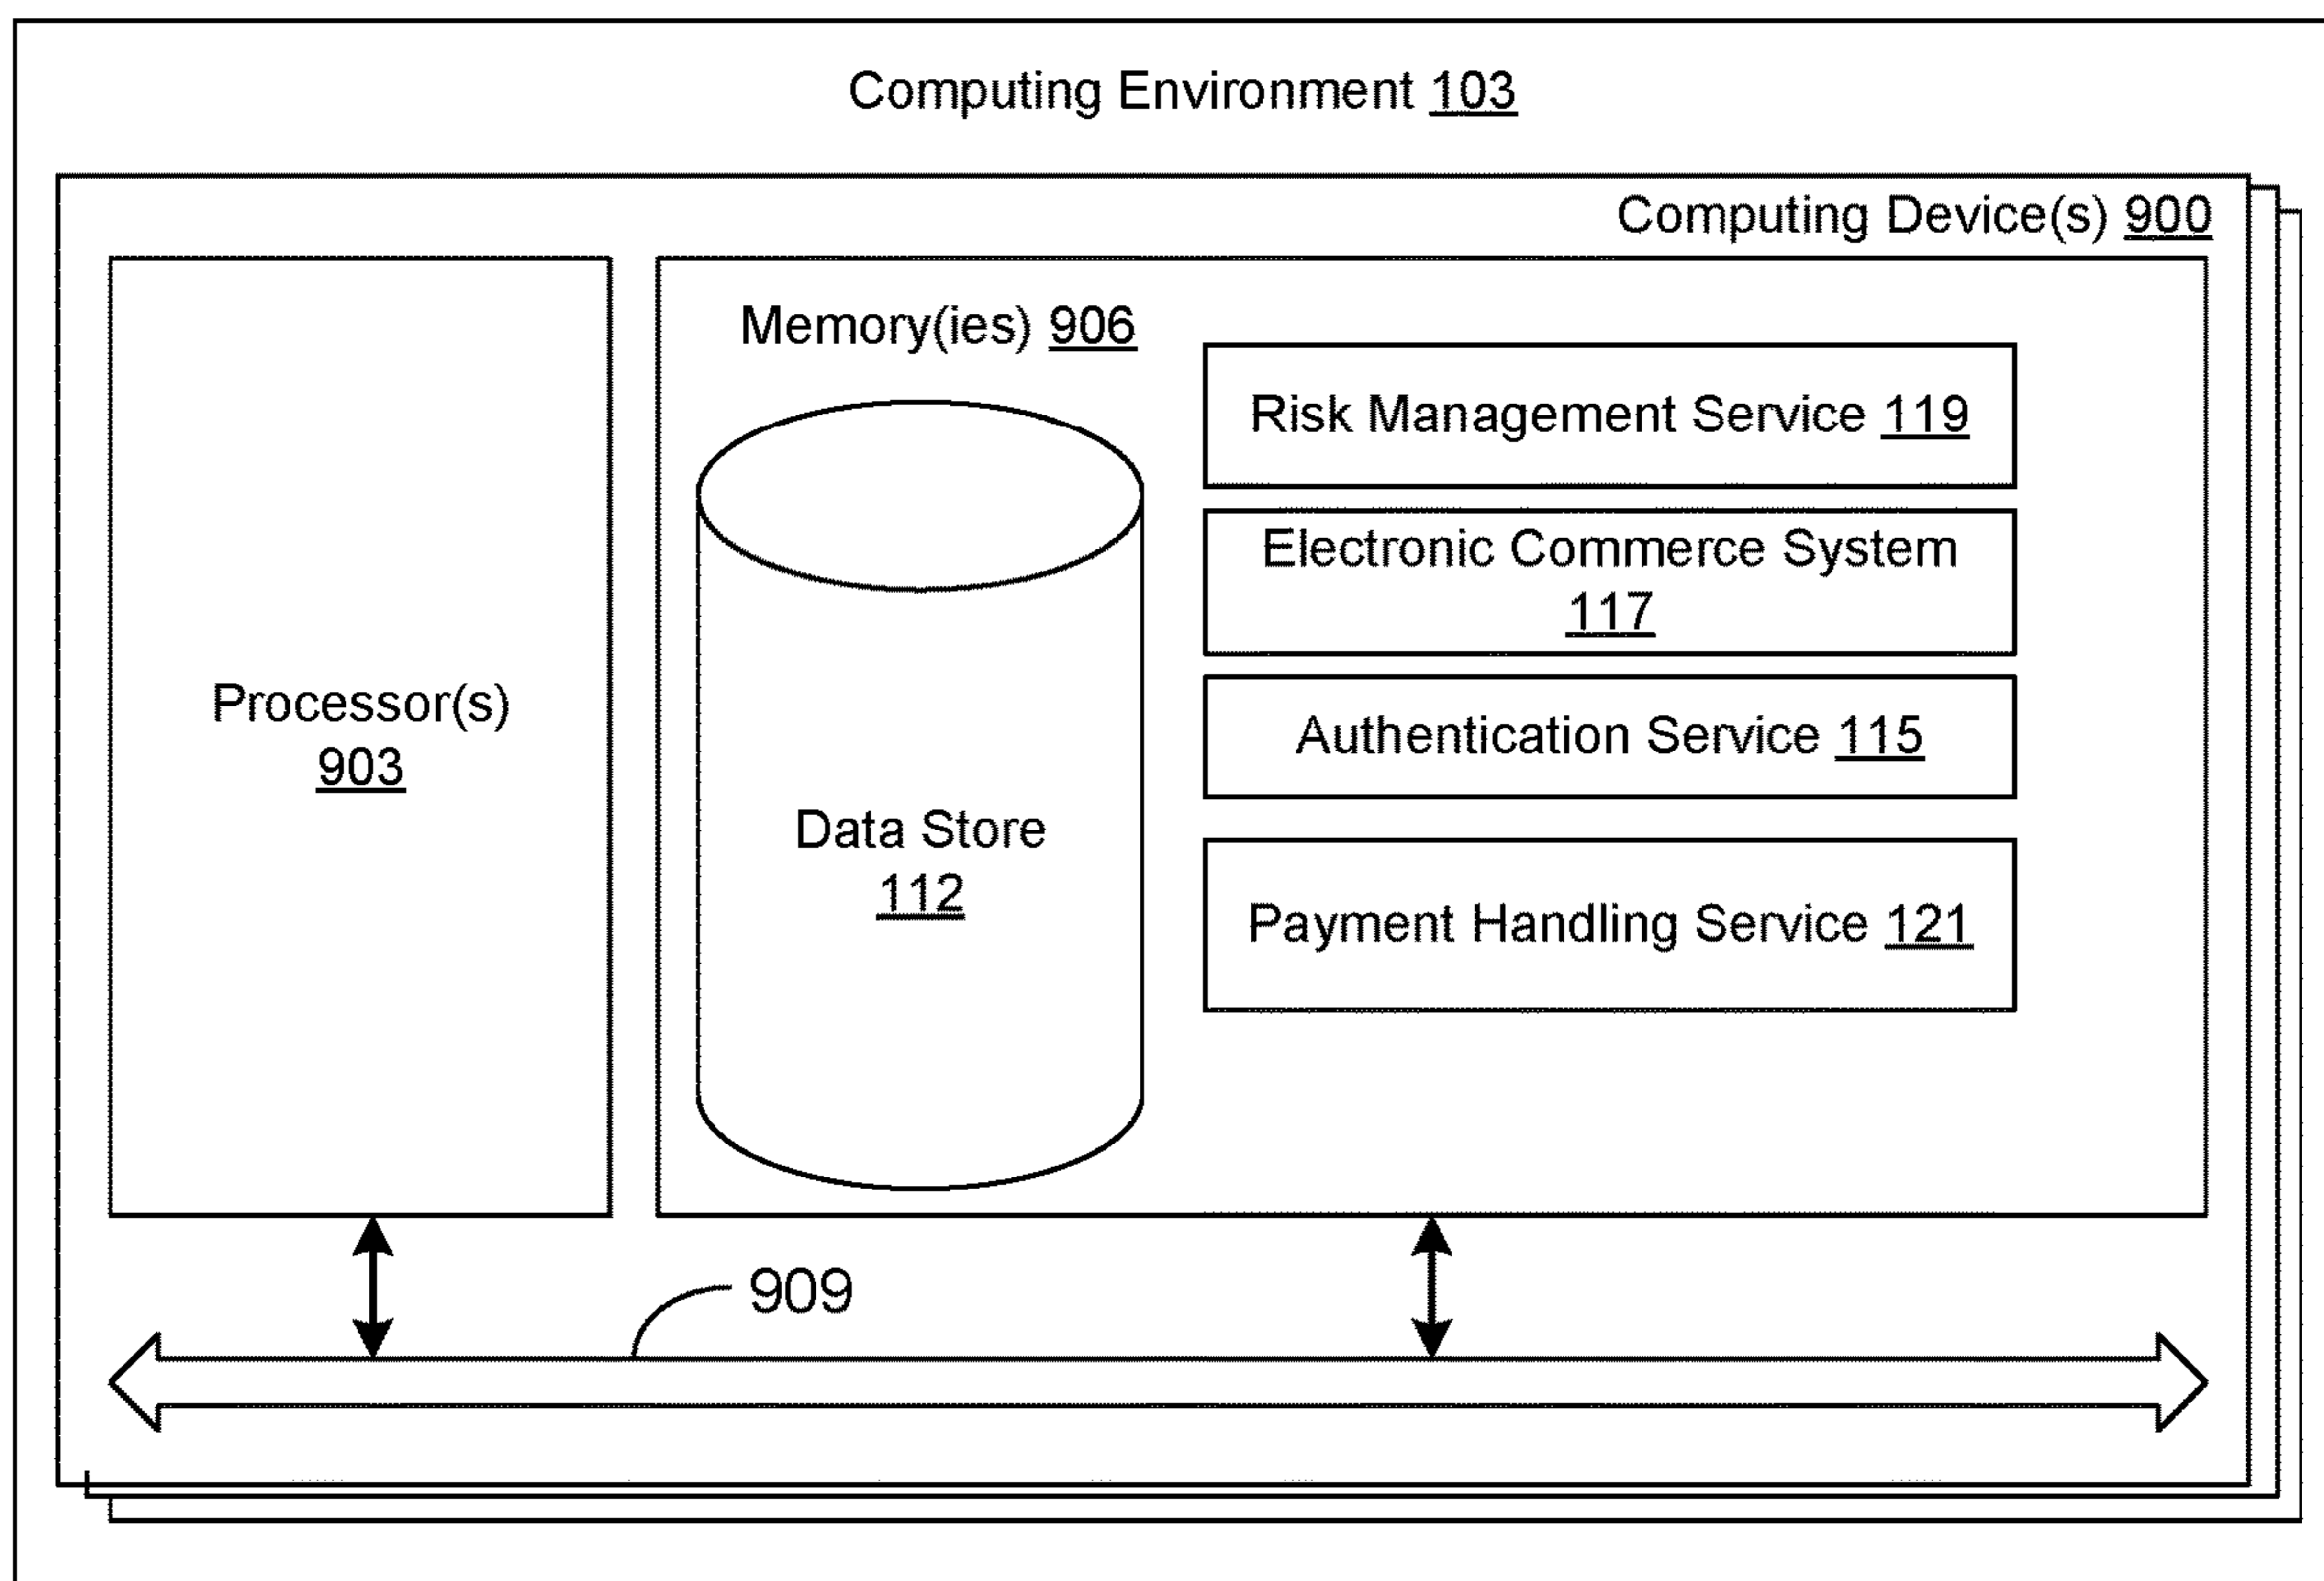 Computing Environment 103
Computing Device(s) 900
Memory(ies) 906
Risk Management Service 119
Electronic Commerce System
117
Authentication Service 115
Processor(s)
903
Data Store
112
Payment Handling Service 121
909